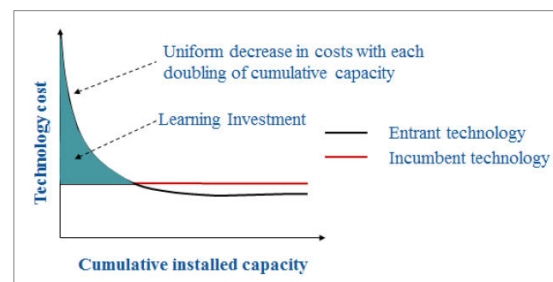 Uniform decrease in costs with each
doubling of cumulative capacity
Learning Investment
Entrant technology
Incumbent technology
Technology cost
Cumulative installed capacity